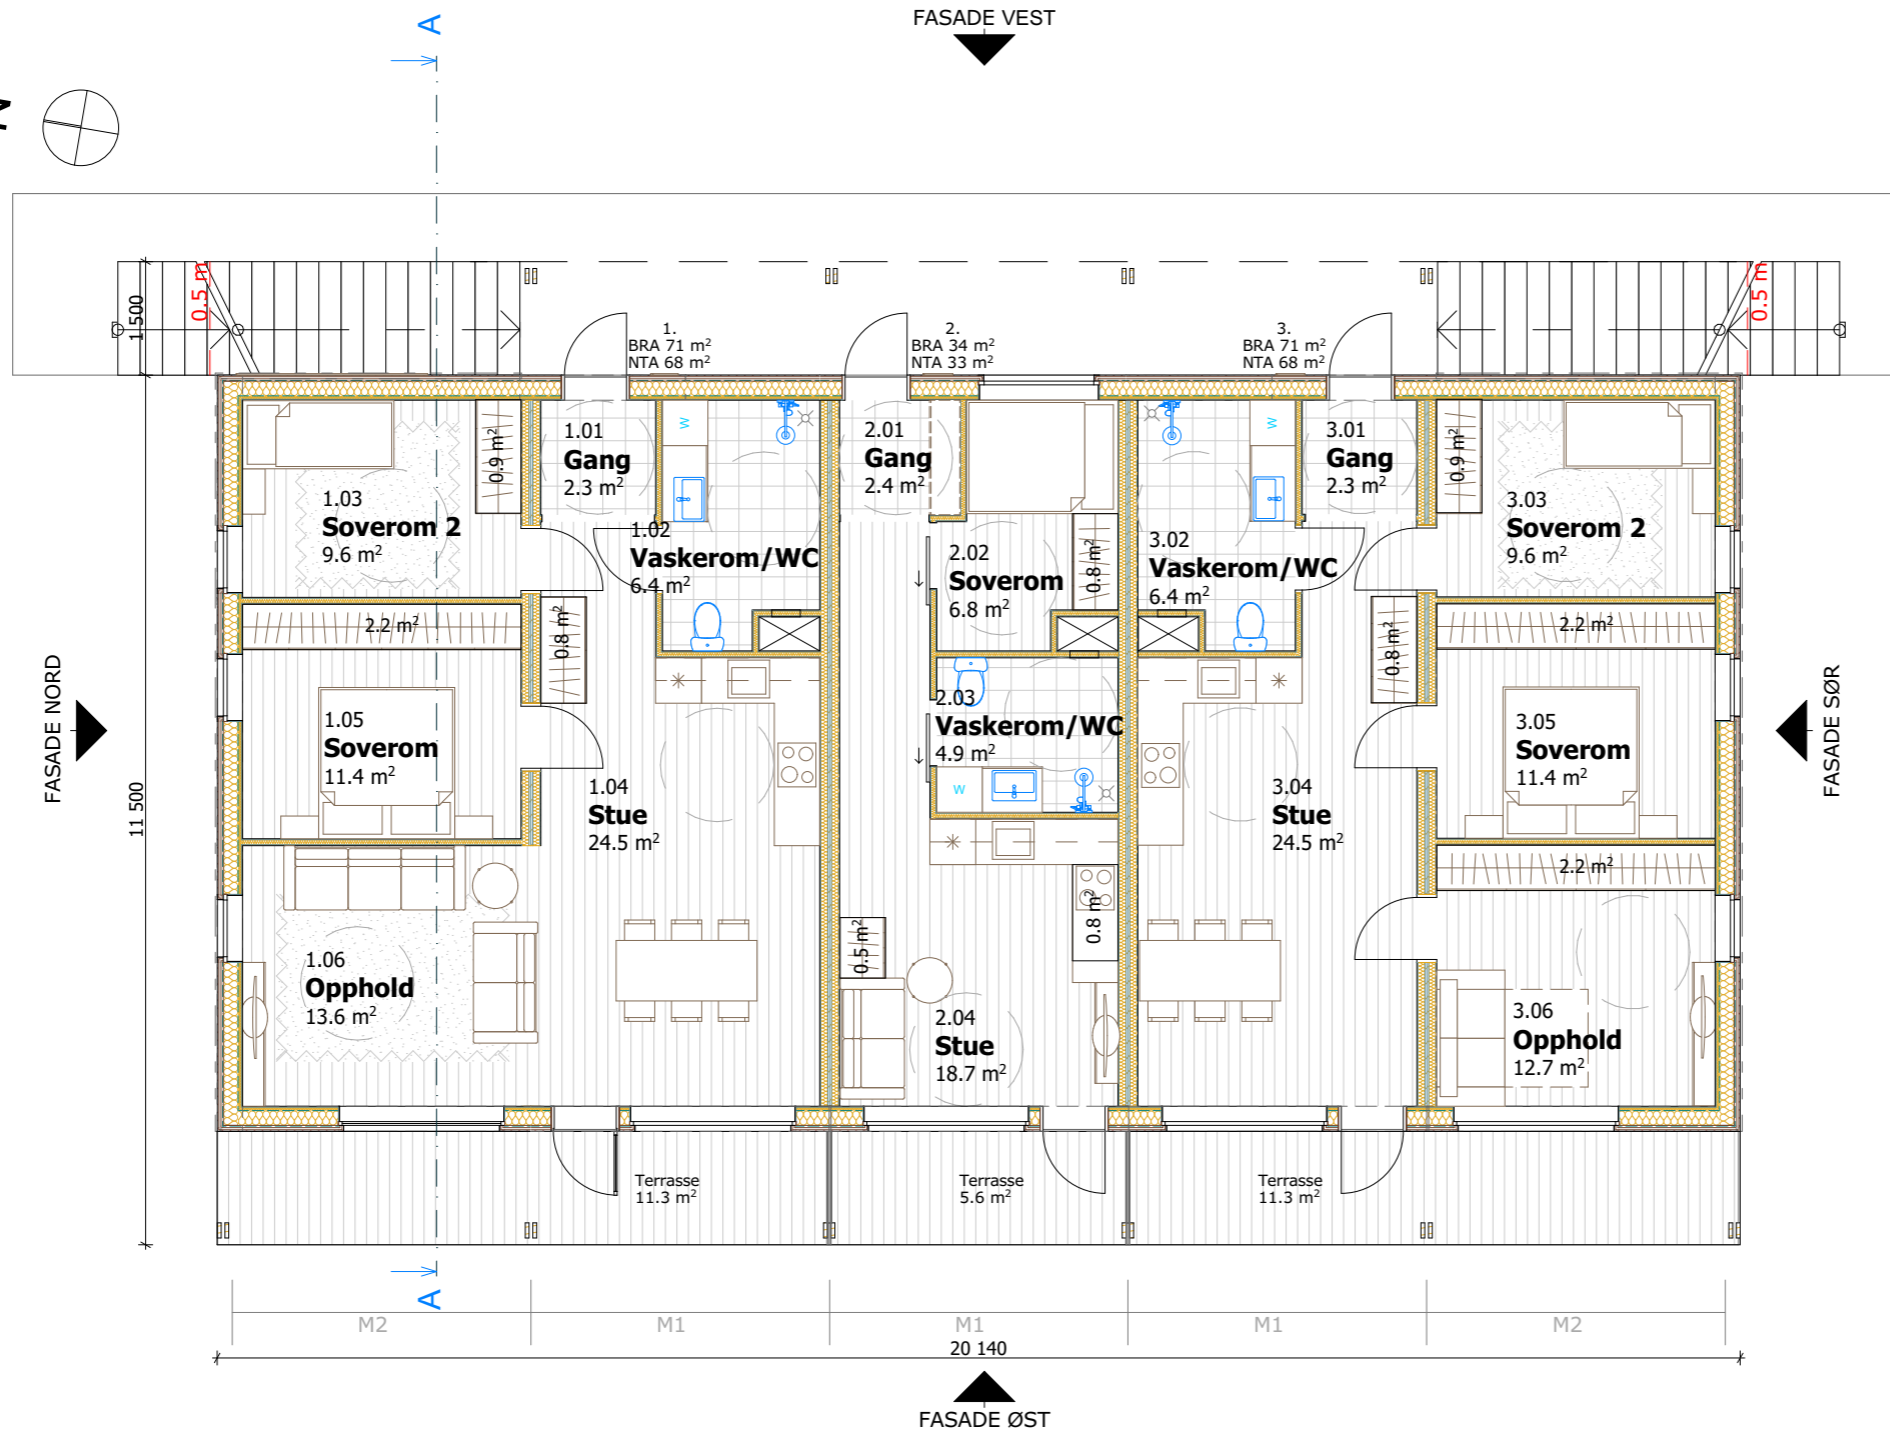 FASADE VEST
A
N
0.5 m
0.5 m
1 500
1.
BRA 71 m²
NTA 68 m²
2.
BRA 34 m²
NTA 33 m²
3.
BRA 71 m²
NTA 68 m²
1.03
Soverom 2
9.6 m²
0.9 m²
1.01
Gang
2.3 m²
W
1.02
Vaskerom/WC
6.4 m²
2.01
Gang
2.4 m²
2.02
Soverom
6.8 m²
0.8 m²
W
3.02
Vaskerom/WC
6.4 m²
3.01
Gang
2.3 m²
0.9 m²
3.03
Soverom 2
9.6 m²
2.2 m²
0.8 m²
0.8 m²
2.2 m²
FASADE NORD
11 500
1.05
Soverom
11.4 m²
1.04
Stue
24.5 m²
2.03
Vaskerom/WC
4.9 m²
W
3.04
Stue
24.5 m²
3.05
Soverom
11.4 m²
FASADE SØR
2.2 m²
0.5 m²
0.8 m²
1.06
Opphold
13.6 m²
2.04
Stue
18.7 m²
3.06
Opphold
12.7 m²
Terrasse
11.3 m²
Terrasse
5.6 m²
Terrasse
11.3 m²
A
M2
M1
M1
M1
M2
20 140
FASADE ØST